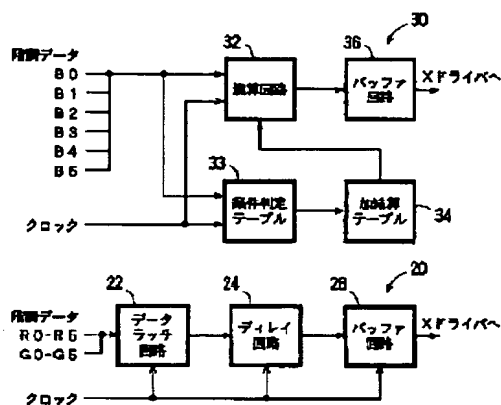 30
32
36
階調データ
B0
B1
B2
B3
B4
B5
演算回路
バッファ
回路
Xドライバへ
33
条件判定
テーブル
加減算
テーブル
34
クロック
20
22
24
28
階調データ
R0-R5
G0-G5
データ
ラッチ
回路
ディレイ
回路
バッファ
回路
Xドライバへ
クロック